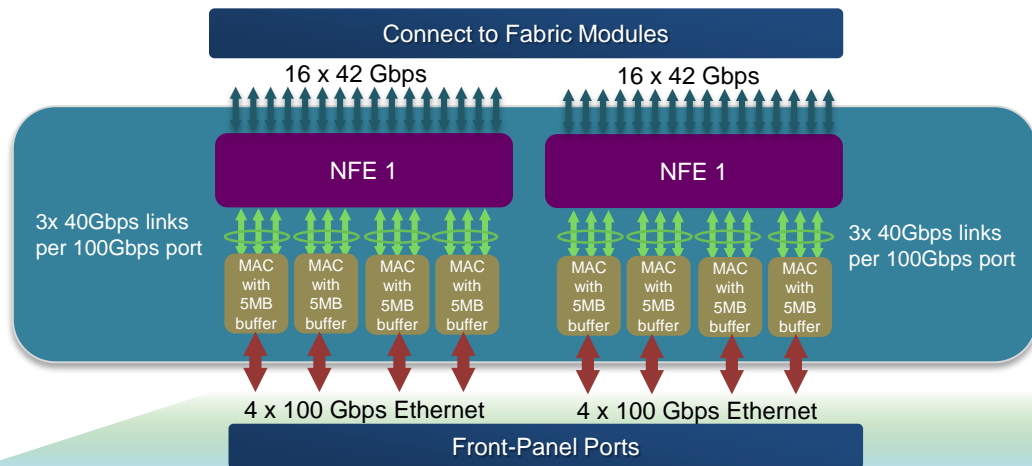 Connect to Fabric Modules
16 x 42 Gbps
16 x 42 Gbps
NFE 1
NFE 1
3x 40Gbps links
per 100Gbps port
3x 40Gbps links
per 100Gbps port
MAC
with
5MB
buffer
MAC
with
5MB
buffer
MAC
with
5MB
buffer
MAC
with
5MB
buffer
MAC
with
5MB
buffer
MAC
with
5MB
buffer
MAC
with
5MB
buffer
MAC
with
5MB
buffer
4 x 100 Gbps Ethernet
4 x 100 Gbps Ethernet
Front-Panel Ports